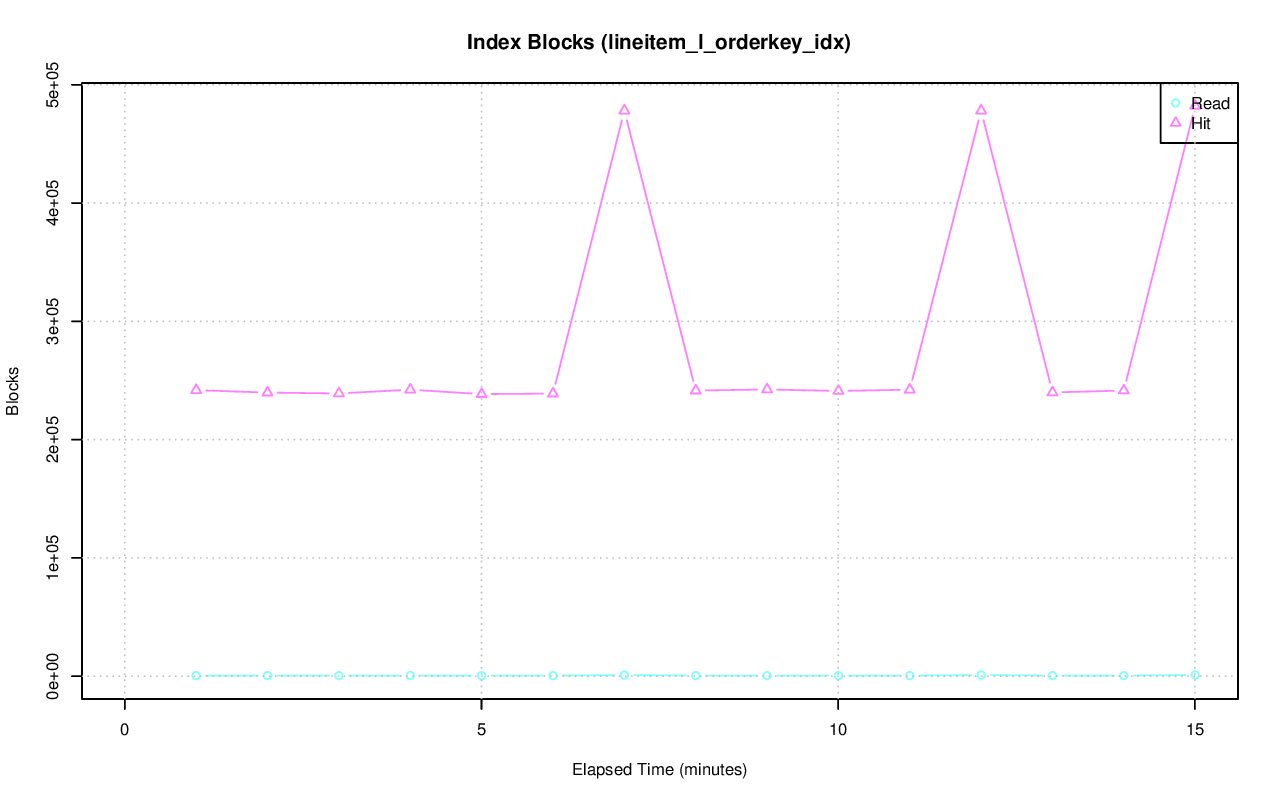 Index Blocks (lineitem_l_orderkey_idx)
Read
Hit
Blocks
5e+05
4e+05
3e+05
2e+05
1e+05
0e+00
0 5 10 15
Elapsed Time (minutes)